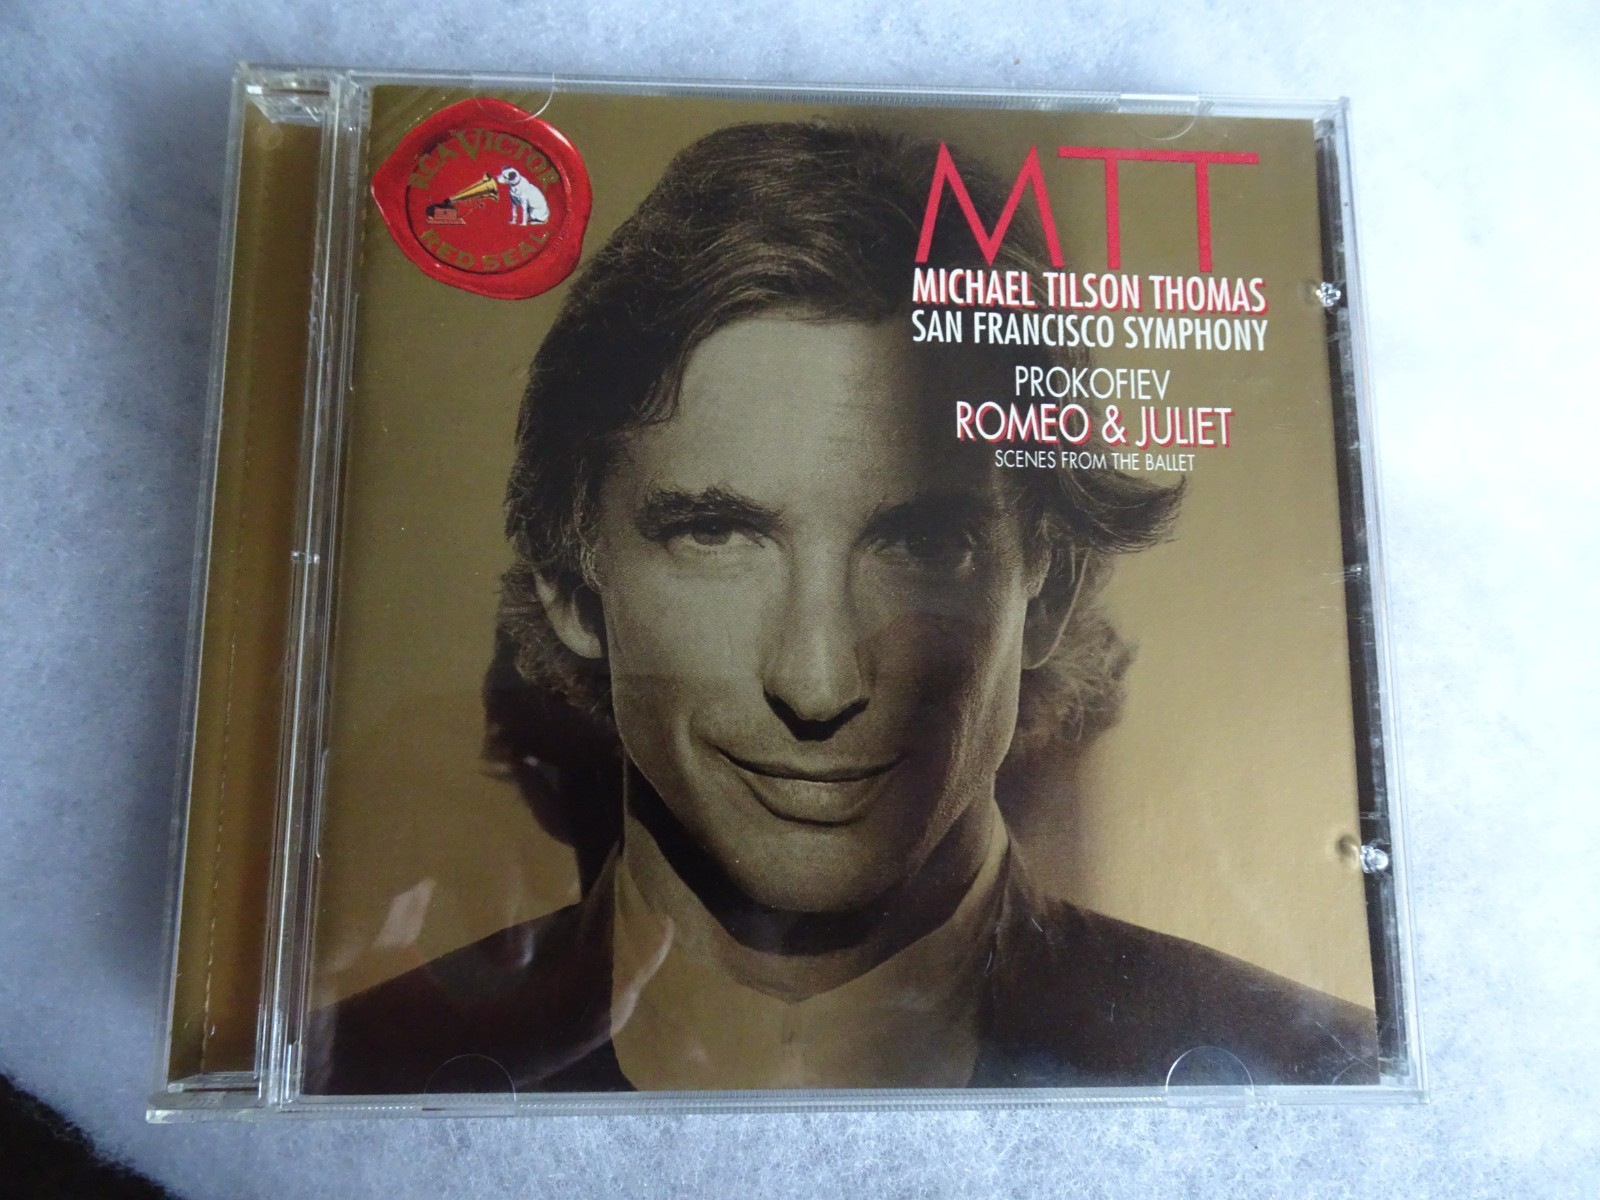 RCA VICTOR
RED SEAL
MTT
MICHAEL TILSON THOMAS
SAN FRANCISCO SYMPHONY
PROKOFIEV
ROMEO & JULIET
SCENES FROM THE BALLET